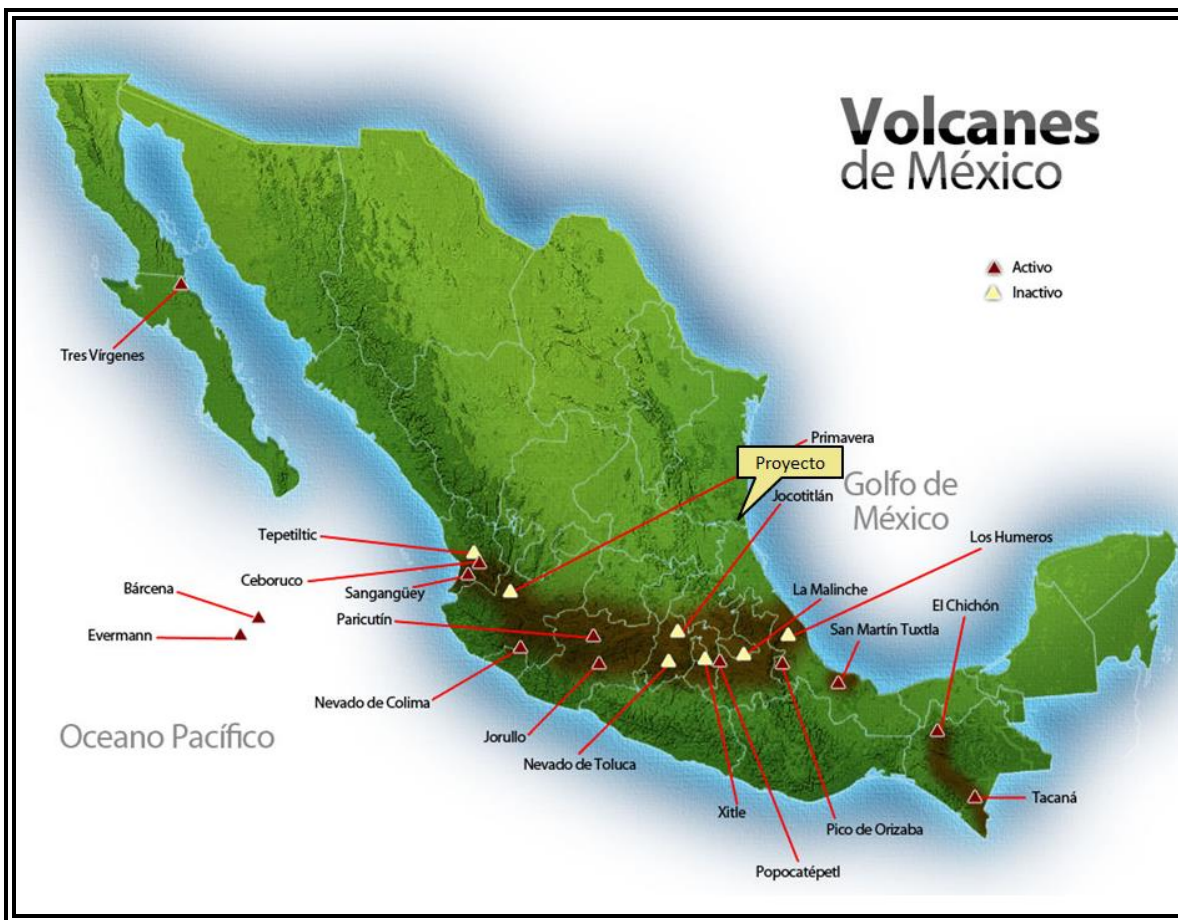 Volcanes
de México
Activo
Inactivo
Tres Vírgenes
Primavera
Proyecto
Jocotitlán
Golfo de
México
Tepetiltic
Los Humeros
Ceboruco
Sangangüey
Bárcena
La Malinche
El Chichón
Paricutín
Evermann
San Martín Tuxtla
Nevado de Colima
Oceano Pacífico
Jorullo
Nevado de Toluca
Tacaná
Xitle
Pico de Orizaba
Popocatépetl